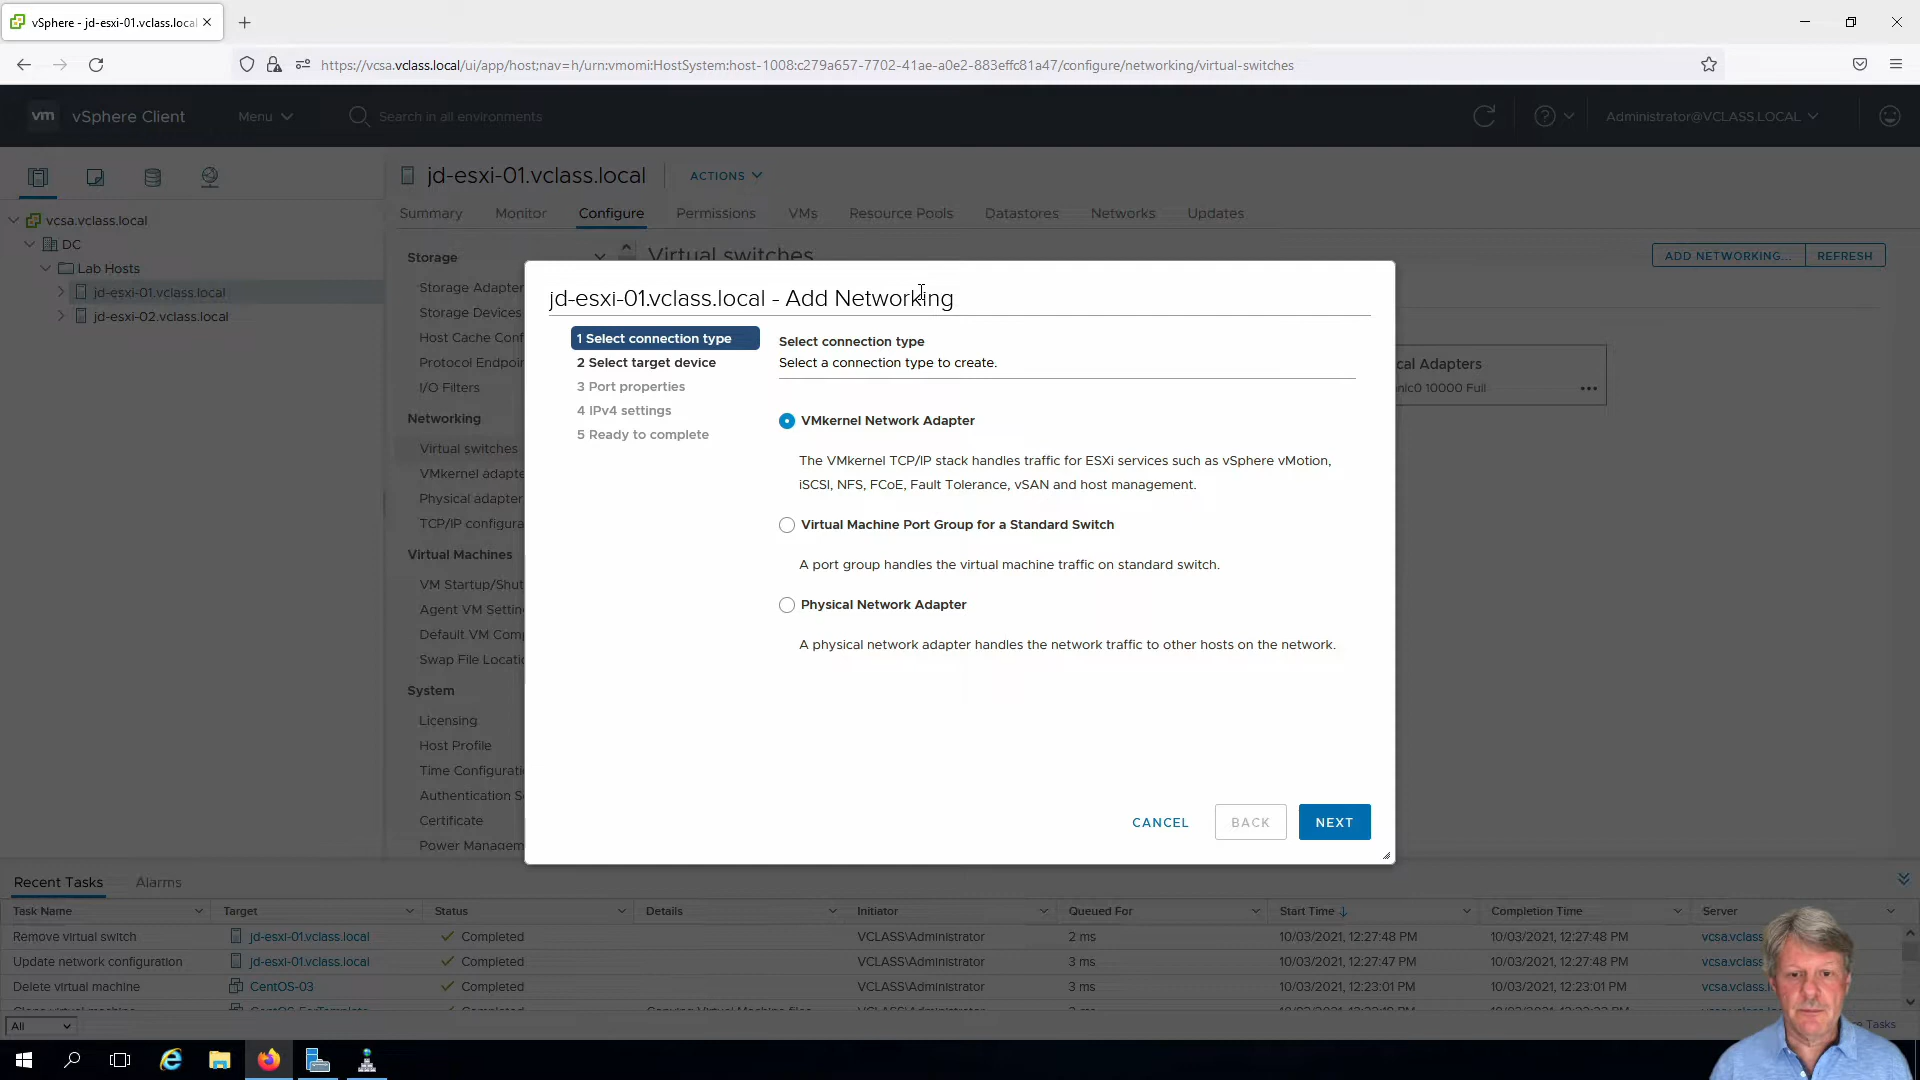 vSphere - jd-esxi-01.vclass.local
https://vcsa.vclass.local/ui/app/host;nav=h/urn:vmomi:HostSystem:host-1008:c279a657-7702-41ae-a0e2-883effc81a47/configure/networking/virtual-switches
vm vSphere Client Menu Search in all environments Administrator@VCLASS.LOCAL
jd-esxi-01.vclass.local ACTIONS
Summary Monitor Configure Permissions VMs Resource Pools Datastores Networks Updates
vcsa.vclass.local
DC
Lab Hosts
jd-esxi-01.vclass.local
jd-esxi-02.vclass.local
Storage
Storage Adapter
Storage Devices
Host Cache Conf
Protocol Endpoin
I/O Filters
Networking
Virtual switches
VMkernel adapte
Physical adapter
TCP/IP configura
Virtual Machines
VM Startup/Shut
Agent VM Settin
Default VM Com
Swap File Locatio
System
Licensing
Host Profile
Time Configurati
Authentication S
Certificate
Power Managem
Virtual switches
ADD NETWORKING... REFRESH
cal Adapters
nic0 10000 Full
jd-esxi-01.vclass.local - Add Networking
1 Select connection type
2 Select target device
3 Port properties
4 IPv4 settings
5 Ready to complete
Select connection type
Select a connection type to create.
VMkernel Network Adapter
The VMkernel TCP/IP stack handles traffic for ESXi services such as vSphere vMotion,
iSCSI, NFS, FCoE, Fault Tolerance, vSAN and host management.
Virtual Machine Port Group for a Standard Switch
A port group handles the virtual machine traffic on standard switch.
Physical Network Adapter
A physical network adapter handles the network traffic to other hosts on the network.
CANCEL BACK NEXT
Recent Tasks Alarms
Task Name Target Status Details Initiator Queued For Start Time Completion Time Server
Remove virtual switch jd-esxi-01.vclass.local Completed VCLASS\Administrator 2 ms 10/03/2021, 12:27:48 PM 10/03/2021, 12:27:48 PM vcsa.vclass
Update network configuration jd-esxi-01.vclass.local Completed VCLASS\Administrator 3 ms 10/03/2021, 12:27:47 PM 10/03/2021, 12:27:48 PM vcsa.vclass
Delete virtual machine CentOS-03 Completed VCLASS\Administrator 3 ms 10/03/2021, 12:23:01 PM 10/03/2021, 12:23:01 PM vcsa.vclass.l
All
Tasks